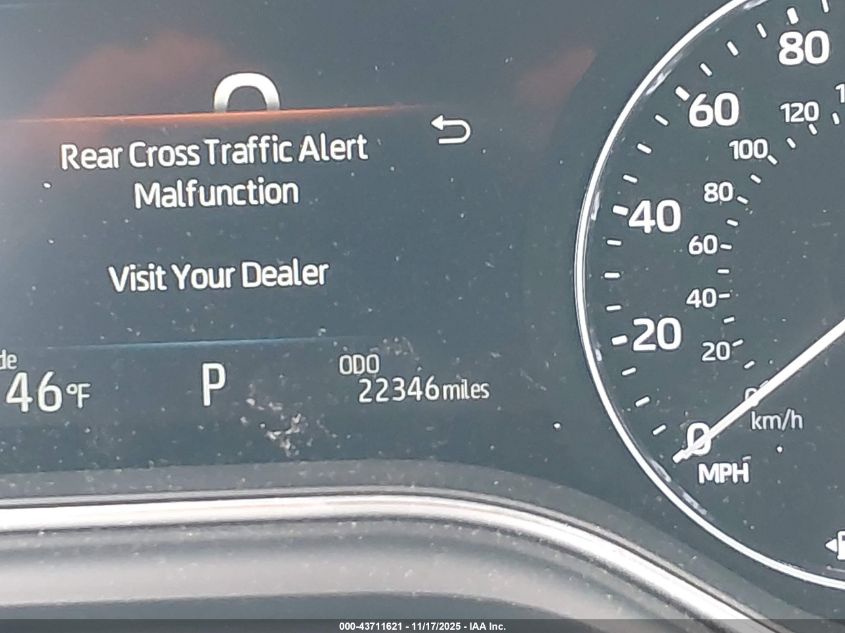 Rear Cross Traffic Alert
Malfunction
Visit Your Dealer
46°F
P
ODO
22346 miles
80
60
40
20
0
MPH
120
100
80
60
40
20
km/h
000-43711621 - 11/17/2025 - IAA Inc.